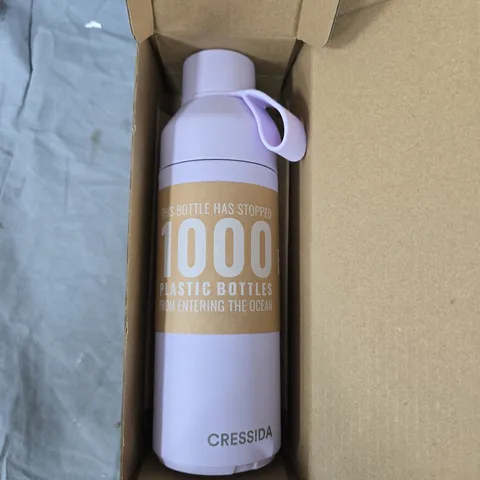 THIS BOTTLE HAS STOPPED
1000
PLASTIC BOTTLES
FROM ENTERING THE OCEAN
CRESSIDA